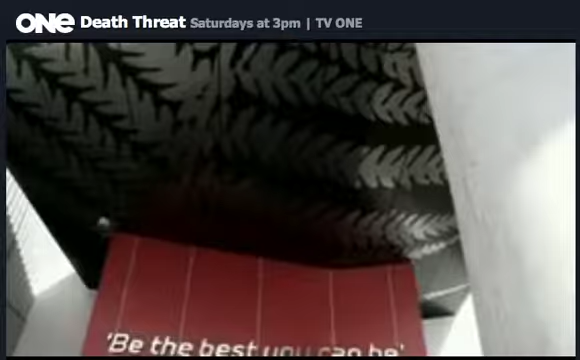 ONE Death Threat Saturdays at 3pm | TV ONE
'Be the best you can be'